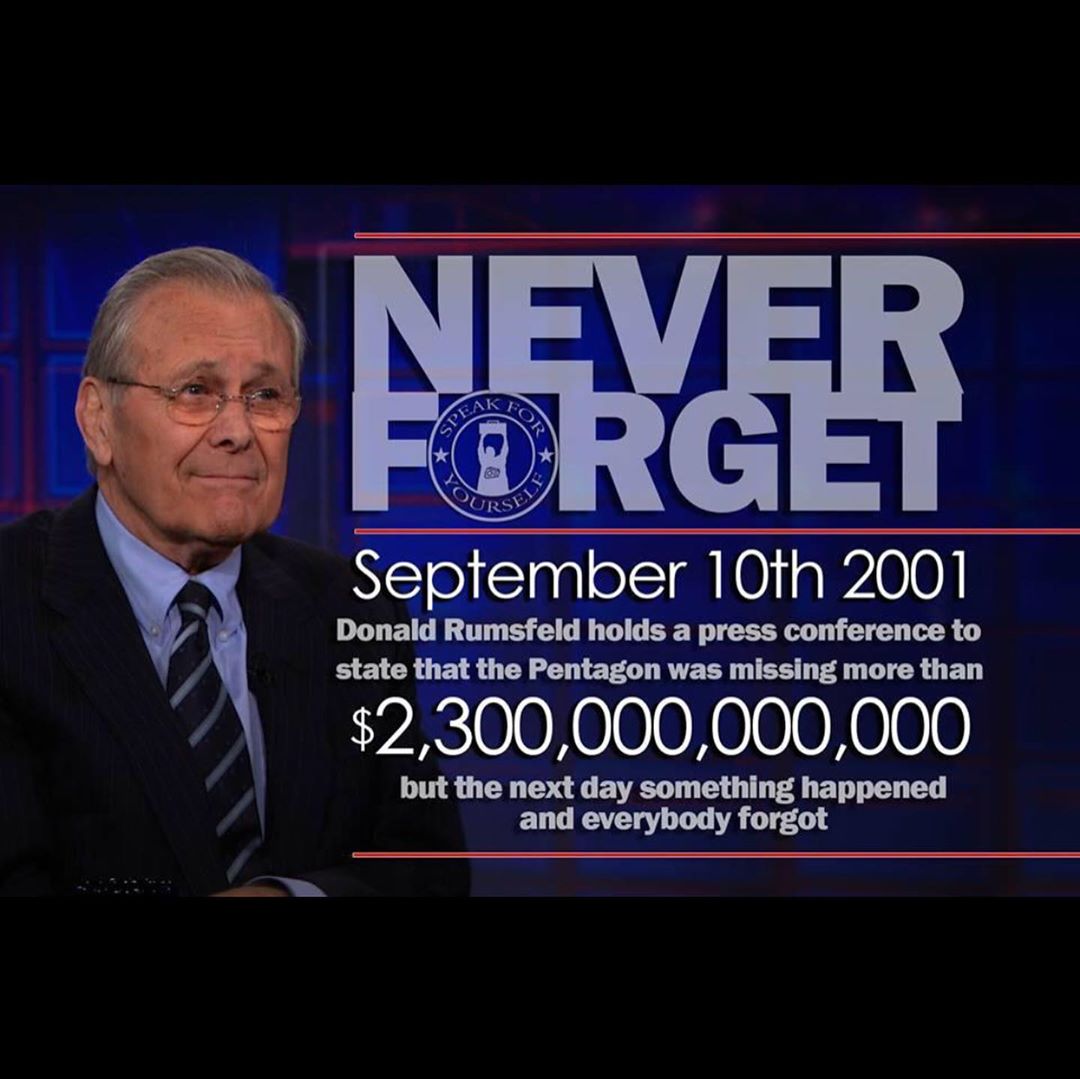 NEVER
FORGET
SPEAK FOR
YOURSELF
September 10th 2001
Donald Rumsfeld holds a press conference to
state that the Pentagon was missing more than
$2,300,000,000,000
but the next day something happened
and everybody forgot